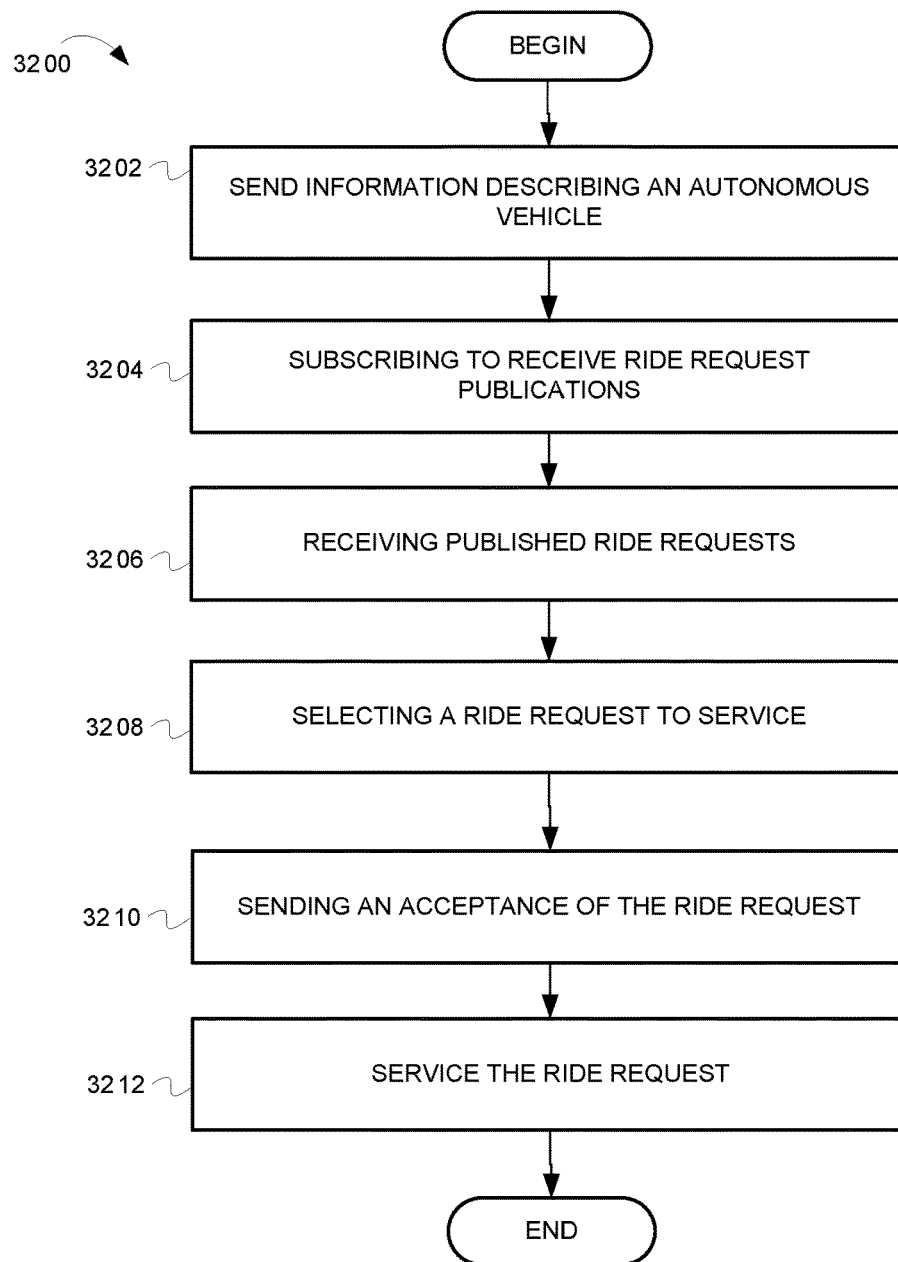 BEGIN
3200
3202
SEND INFORMATION DESCRIBING AN AUTONOMOUS
VEHICLE
3204
SUBSCRIBING TO RECEIVE RIDE REQUEST
PUBLICATIONS
3206
RECEIVING PUBLISHED RIDE REQUESTS
3208
SELECTING A RIDE REQUEST TO SERVICE
3210
SENDING AN ACCEPTANCE OF THE RIDE REQUEST
3212
SERVICE THE RIDE REQUEST
END